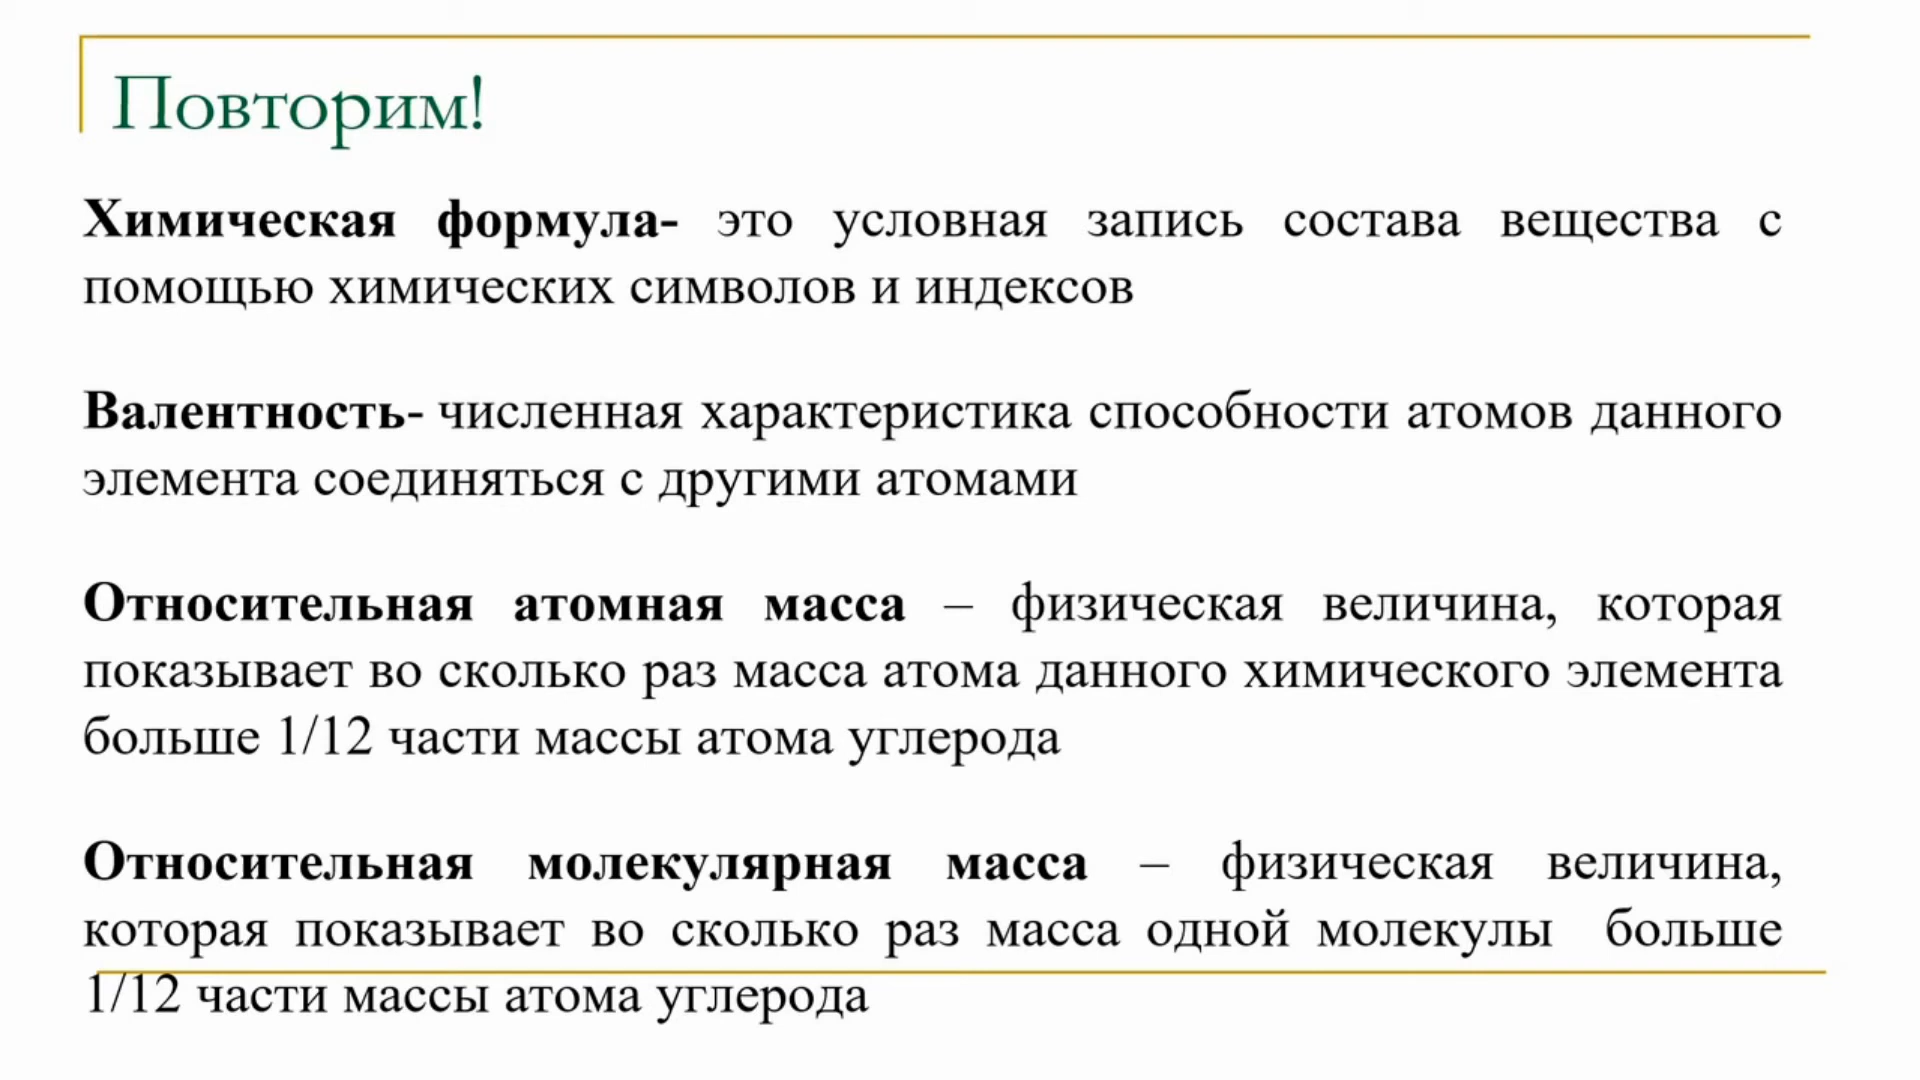 Повторим!
Химическая формула- это условная запись состава вещества с
помощью химических символов и индексов
Валентность- численная характеристика способности атомов данного
элемента соединяться с другими атомами
Относительная атомная масса – физическая величина, которая
показывает во сколько раз масса атома данного химического элемента
больше 1/12 части массы атома углерода
Относительная молекулярная масса – физическая величина,
которая показывает во сколько раз масса одной молекулы больше
1/12 части массы атома углерода